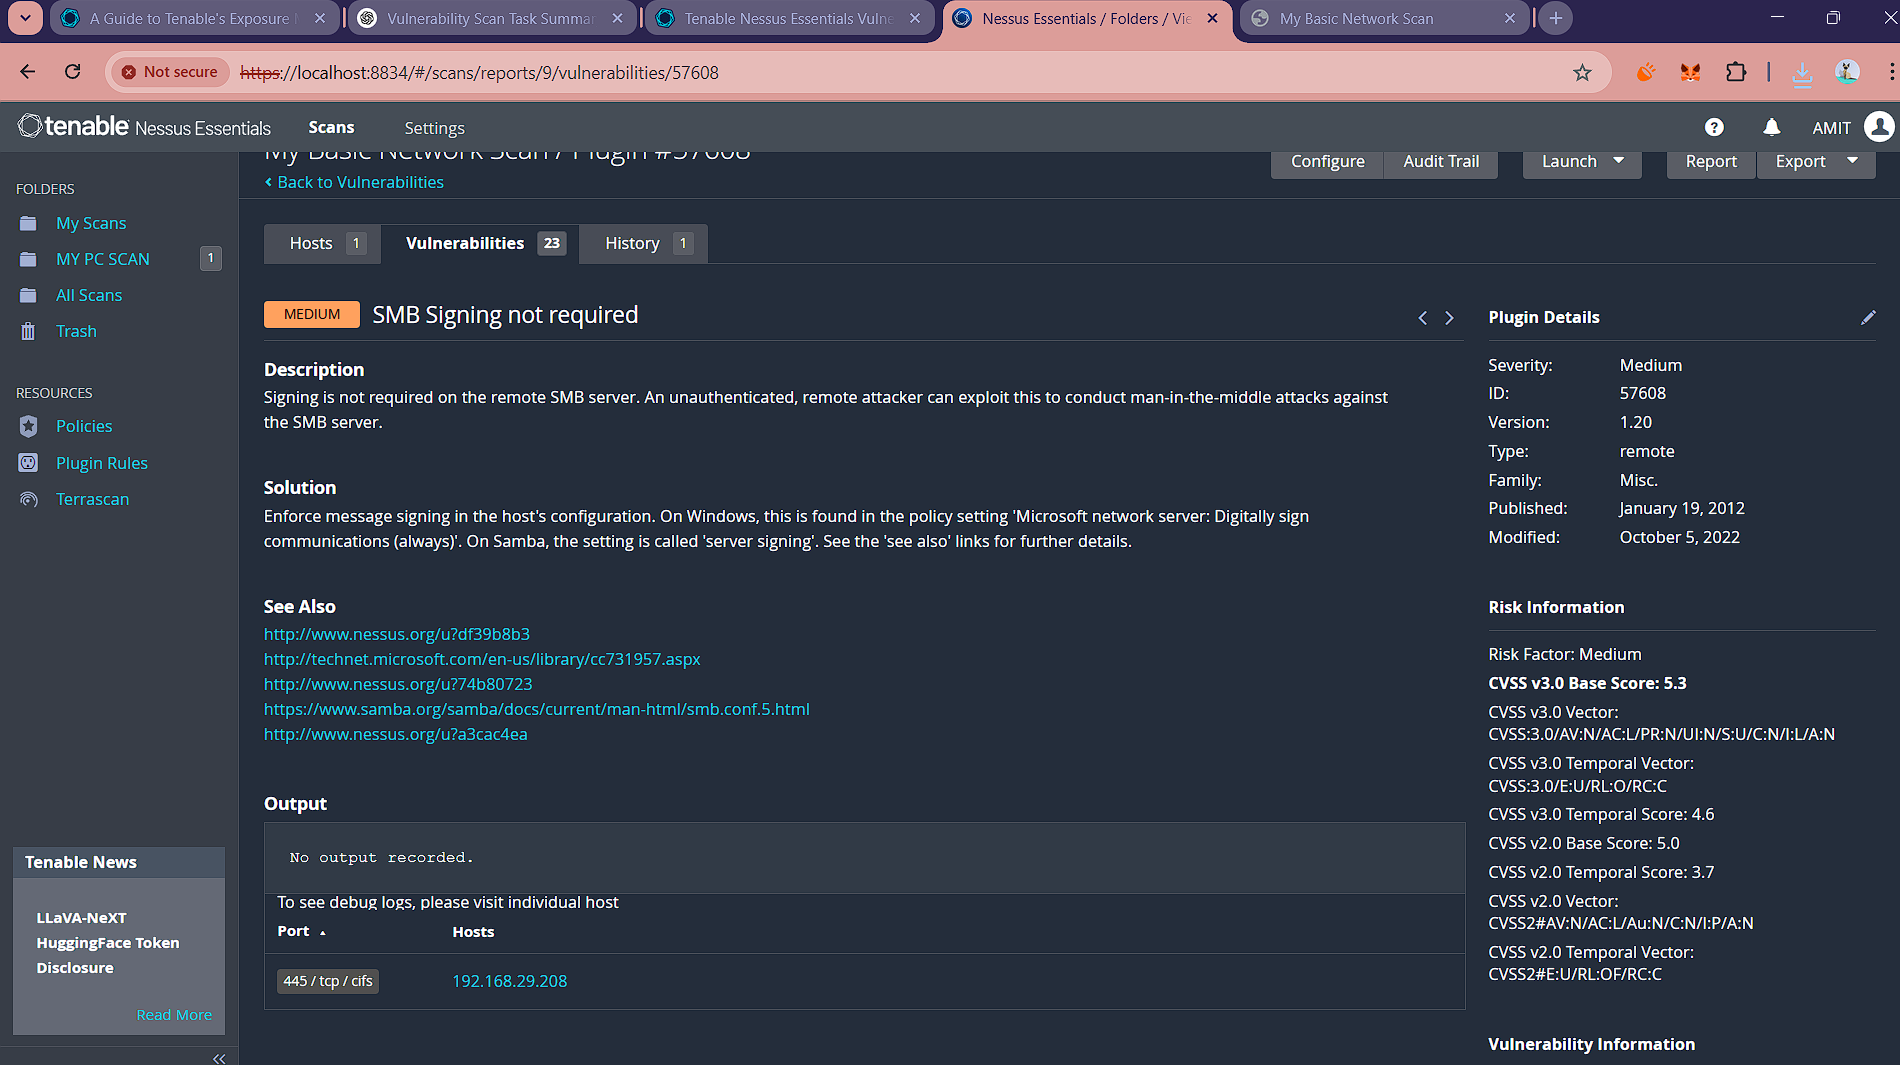 A Guide to Tenable's Exposure M
Vulnerability Scan Task Summar
Tenable Nessus Essentials Vulne
Nessus Essentials / Folders / Vie
My Basic Network Scan
Not secure
https://localhost:8834/#/scans/reports/9/vulnerabilities/57608
tenable Nessus Essentials
Scans
Settings
?
AMIT
My Basic Network Scan / Plugin #57608
Back to Vulnerabilities
Configure
Audit Trail
Launch
Report
Export
FOLDERS
My Scans
MY PC SCAN 1
All Scans
Trash
RESOURCES
Policies
Plugin Rules
Terrascan
Tenable News
LLaVA-NeXT
HuggingFace Token
Disclosure
Read More
Hosts 1
Vulnerabilities 23
History 1
MEDIUM SMB Signing not required
Description
Signing is not required on the remote SMB server. An unauthenticated, remote attacker can exploit this to conduct man-in-the-middle attacks against
the SMB server.
Solution
Enforce message signing in the host's configuration. On Windows, this is found in the policy setting 'Microsoft network server: Digitally sign
communications (always)'. On Samba, the setting is called 'server signing'. See the 'see also' links for further details.
See Also
http://www.nessus.org/u?df39b8b3
http://technet.microsoft.com/en-us/library/cc731957.aspx
http://www.nessus.org/u?74b80723
https://www.samba.org/samba/docs/current/man-html/smb.conf.5.html
http://www.nessus.org/u?a3cac4ea
Output
No output recorded.
To see debug logs, please visit individual host
Port Hosts
445 / tcp / cifs 192.168.29.208
Plugin Details
Severity: Medium
ID: 57608
Version: 1.20
Type: remote
Family: Misc.
Published: January 19, 2012
Modified: October 5, 2022
Risk Information
Risk Factor: Medium
CVSS v3.0 Base Score: 5.3
CVSS v3.0 Vector:
CVSS:3.0/AV:N/AC:L/PR:N/UI:N/S:U/C:N/I:L/A:N
CVSS v3.0 Temporal Vector:
CVSS:3.0/E:U/RL:O/RC:C
CVSS v3.0 Temporal Score: 4.6
CVSS v2.0 Base Score: 5.0
CVSS v2.0 Temporal Score: 3.7
CVSS v2.0 Vector:
CVSS2#AV:N/AC:L/Au:N/C:N/I:P/A:N
CVSS v2.0 Temporal Vector:
CVSS2#E:U/RL:OF/RC:C
Vulnerability Information